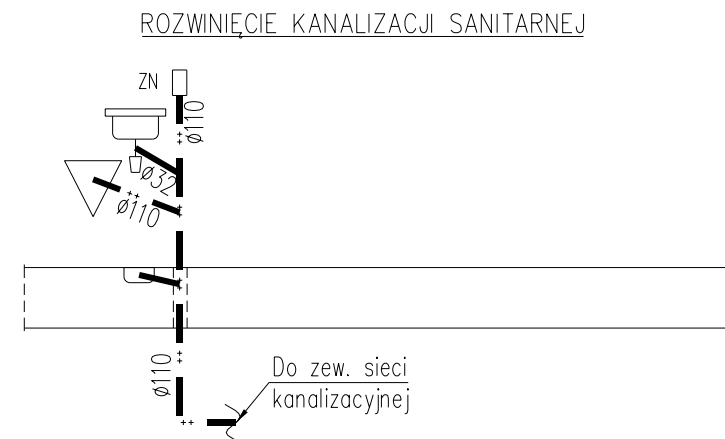 ROZWINIĘCIE KANALIZACJI SANITARNEJ
ZN
ø110
ø32
ø110
ø110
Do zew. sieci
kanalizacyjnej